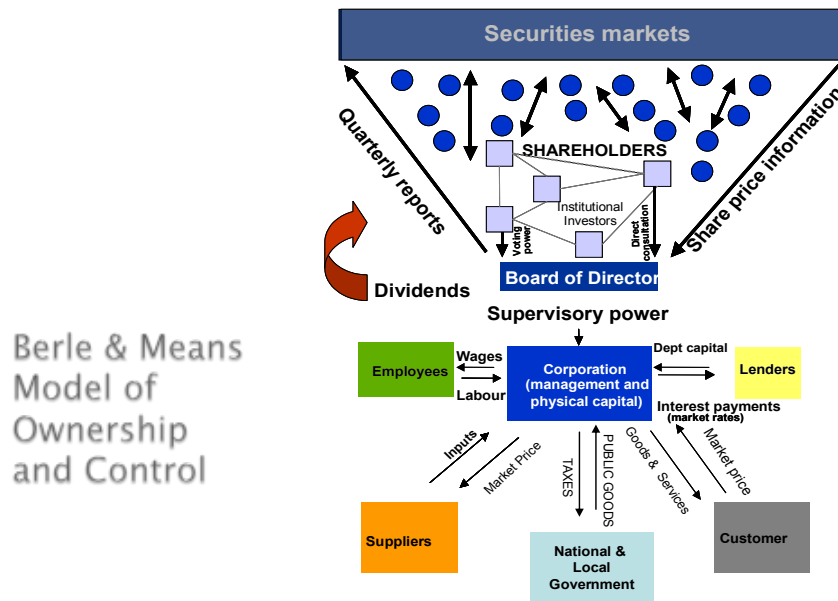 Securities markets
Quarterly reports
Share price information
SHAREHOLDERS
Institutional
Investors
Voting
power
Direct
consultation
Board of Director
Dividends
Supervisory power
Berle & Means
Model of
Ownership
and Control
Employees
Wages
Labour
Corporation
(management and
physical capital)
Dept capital
Lenders
Interest payments
(market rates)
Inputs
Market Price
TAXES
PUBLIC GOODS
Goods & Services
Market price
Suppliers
National &
Local
Government
Customer